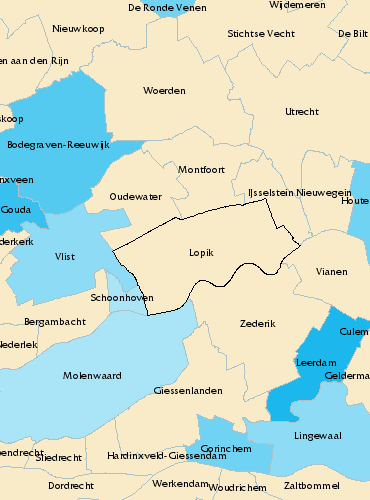 De Ronde Venen
Wijdemeren
Nieuwkoop
Stichtse Vecht
De Bilt
en aan den Rijn
Woerden
Utrecht
skoop
Bodegraven-Reeuwijk
Montfoort
nxveen
Oudewater
IJsselstein
Nieuwegein
Houte
Gouda
derkerk
Vlist
Lopik
Vianen
Schoonhoven
Bergambacht
Zederik
Culem
Nederlek
Leerdam
Molenwaard
Gelderma
Giessenlanden
Lingewaal
Gorinchem
endrecht
Sliedrecht
Hardinxveld-Giessendam
Dordrecht
Werkendam
Woudrichem
Zaltbommel